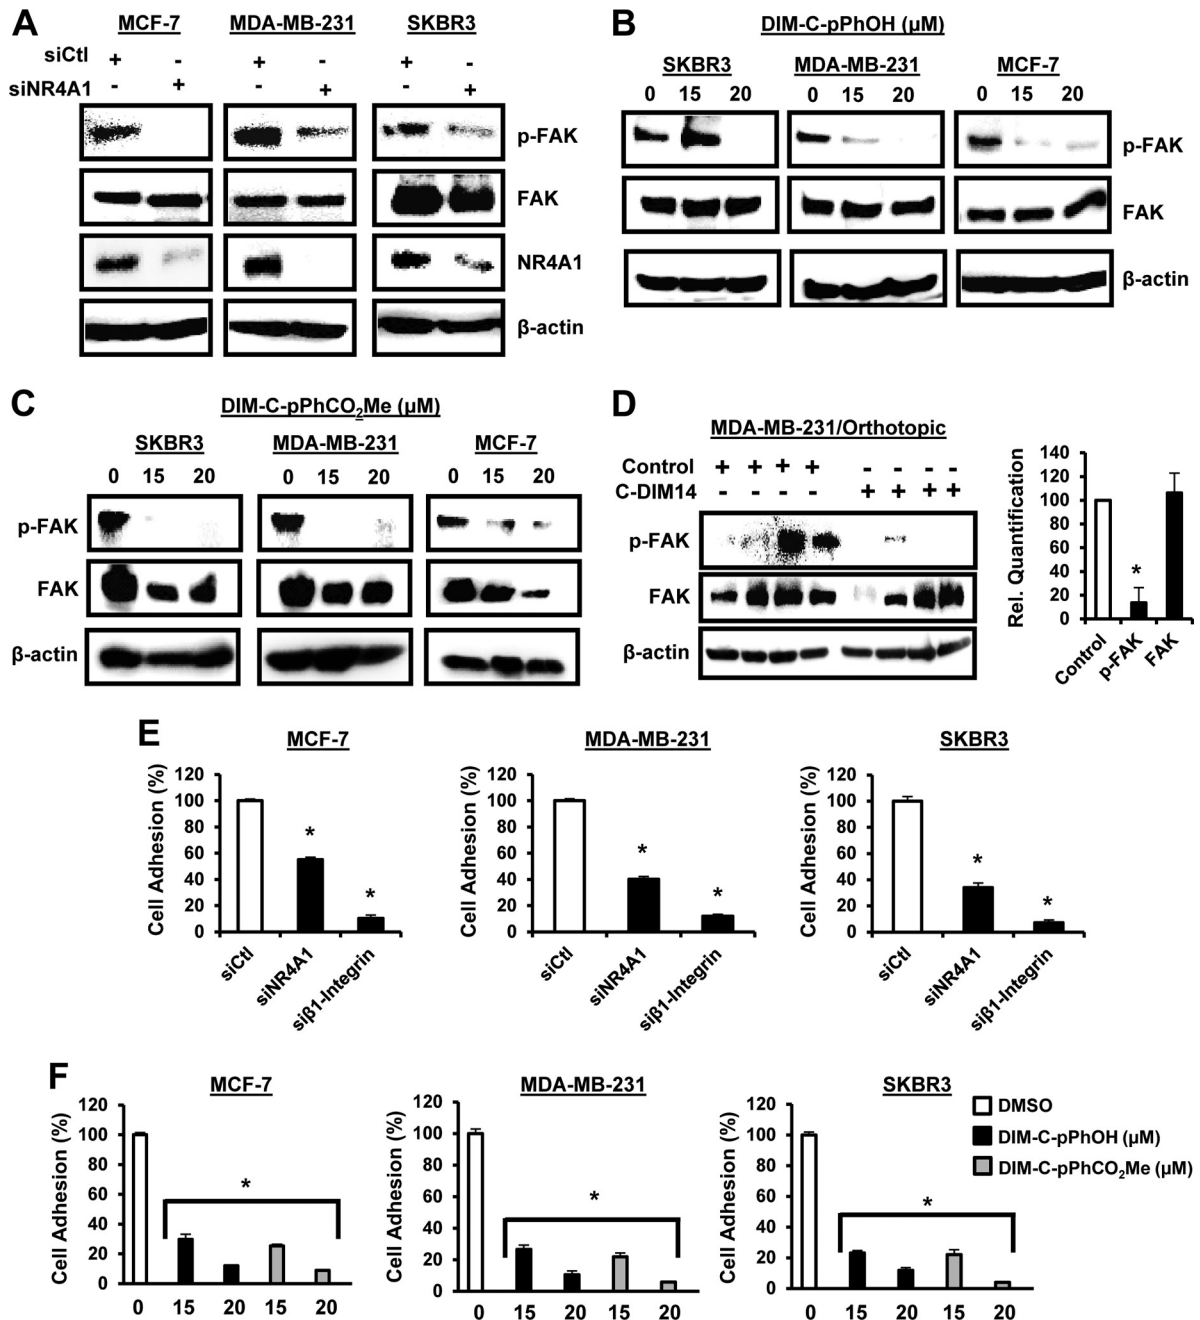 A
MCF-7 MDA-MB-231 SKBR3
siCtl + - + - + -
siNR4A1 - + - + - +
p-FAK
FAK
NR4A1
β-actin
B
DIM-C-pPhOH (µM)
SKBR3 MDA-MB-231 MCF-7
0 15 20 0 15 20 0 15 20
p-FAK
FAK
β-actin
C
DIM-C-pPhCO2Me (µM)
SKBR3 MDA-MB-231 MCF-7
0 15 20 0 15 20 0 15 20
p-FAK
FAK
β-actin
D
MDA-MB-231/Orthotopic
Control + + + + - - - -
C-DIM14 - - - - + + + +
p-FAK
FAK
β-actin
Rel. Quantification
140
120
100
80
60
40
20
0
*
Control p-FAK FAK
E
MCF-7
Cell Adhesion (%)
120
100
80
60
40
20
0
*
*
siCtl siNR4A1 siβ1-Integrin
MDA-MB-231
Cell Adhesion (%)
120
100
80
60
40
20
0
*
*
siCtl siNR4A1 siβ1-Integrin
SKBR3
Cell Adhesion (%)
120
100
80
60
40
20
0
*
*
siCtl siNR4A1 siβ1-Integrin
F
MCF-7
Cell Adhesion (%)
120
100
80
60
40
20
0
*
0 15 20 15 20
MDA-MB-231
Cell Adhesion (%)
120
100
80
60
40
20
0
*
0 15 20 15 20
SKBR3
Cell Adhesion (%)
120
100
80
60
40
20
0
*
0 15 20 15 20
DMSO
DIM-C-pPhOH (µM)
DIM-C-pPhCO2Me (µM)